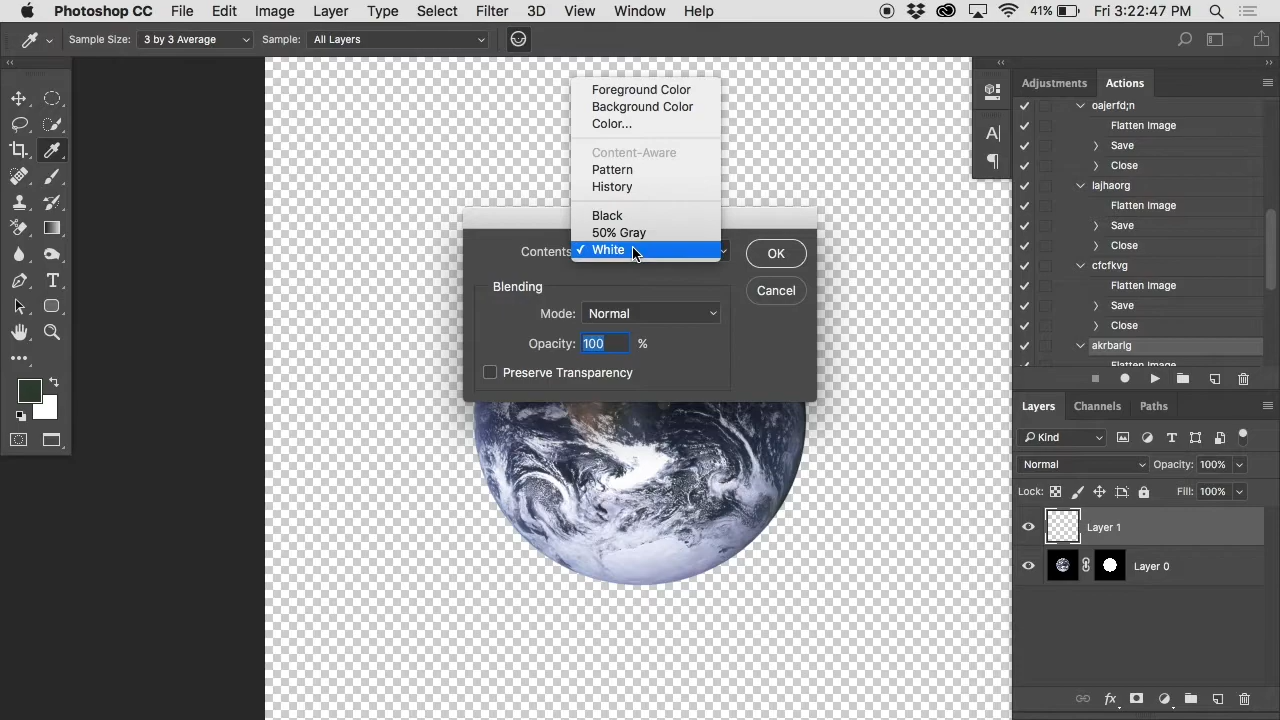 Photoshop CC File Edit Image Layer Type Select Filter 3D View Window Help 41% Fri 3:22:47 PM
Sample Size: 3 by 3 Average Sample: All Layers
Foreground Color
Background Color
Color...
Content-Aware
Pattern
History
Black
50% Gray
Contents ✓ White
OK
Cancel
Blending
Mode: Normal
Opacity: 100 %
Preserve Transparency
Adjustments Actions
oajerfd;n
Flatten Image
Save
Close
lajhaorg
Flatten Image
Save
Close
cfcfkvg
Flatten Image
Save
Close
akrbarlg
Flatten Image
Layers Channels Paths
Kind
Normal Opacity: 100%
Lock: Fill: 100%
Layer 1
Layer 0